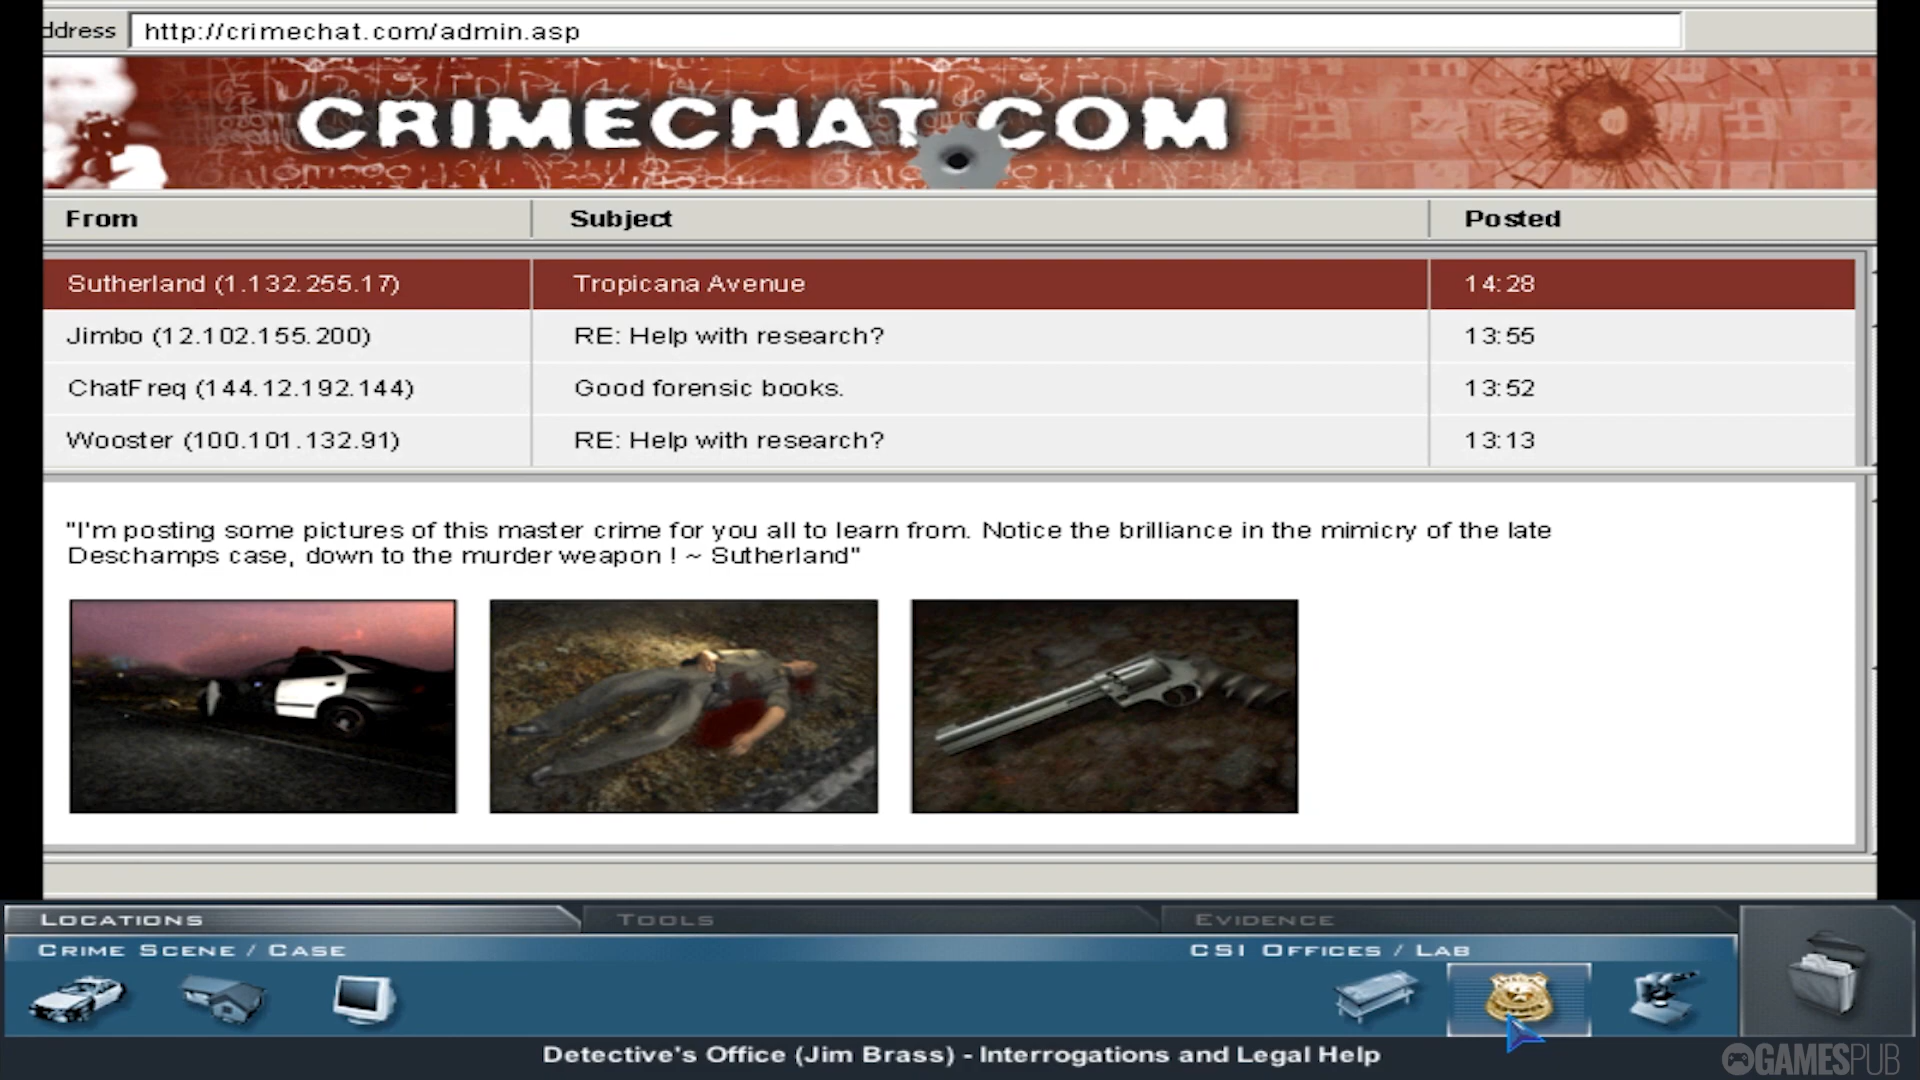 ddress http://crimechat.com/admin.asp
CRIMECHAT.COM
From Subject Posted
Sutherland (1.132.255.17) Tropicana Avenue 14:28
Jimbo (12.102.155.200) RE: Help with research? 13:55
ChatFreq (144.12.192.144) Good forensic books. 13:52
Wooster (100.101.132.91) RE: Help with research? 13:13
"I'm posting some pictures of this master crime for you all to learn from. Notice the brilliance in the mimicry of the late
Deschamps case, down to the murder weapon ! ~ Sutherland"
LOCATIONS TOOLS EVIDENCE
CRIME SCENE / CASE CSI OFFICES / LAB
Detective's Office (Jim Brass) - Interrogations and Legal Help
GAMESPUB